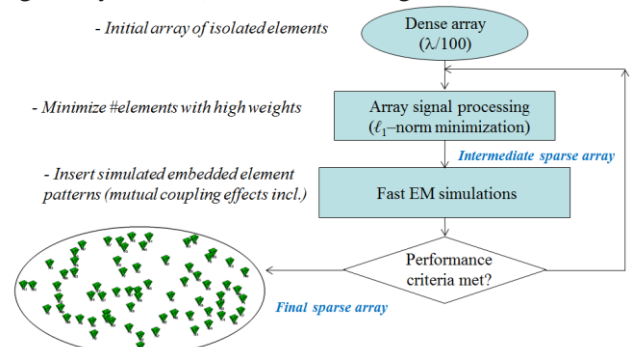 - Initial array of isolated elements
Dense array
(λ/100)
- Minimize #elements with high weights
Array signal processing
(ℓ1–norm minimization)
Intermediate sparse array
- Insert simulated embedded element
patterns (mutual coupling effects incl.)
Fast EM simulations
Performance
criteria met?
Final sparse array